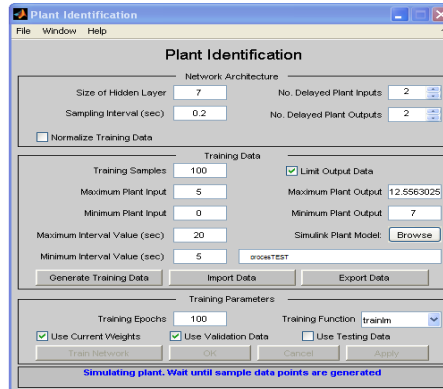 Plant Identification
File Window Help
Plant Identification
Network Architecture
Size of Hidden Layer 7 No. Delayed Plant Inputs 2
Sampling Interval (sec) 0.2 No. Delayed Plant Outputs 2
Normalize Training Data
Training Data
Training Samples 100 Limit Output Data
Maximum Plant Input 5 Maximum Plant Output 12.5563025
Minimum Plant Input 0 Minimum Plant Output 7
Maximum Interval Value (sec) 20 Simulink Plant Model: Browse
Minimum Interval Value (sec) 5 procesTEST
Generate Training Data Import Data Export Data
Training Parameters
Training Epochs 100 Training Function trainlm
Use Current Weights Use Validation Data Use Testing Data
Train Network OK Cancel Apply
Simulating plant. Wait until sample data points are generated